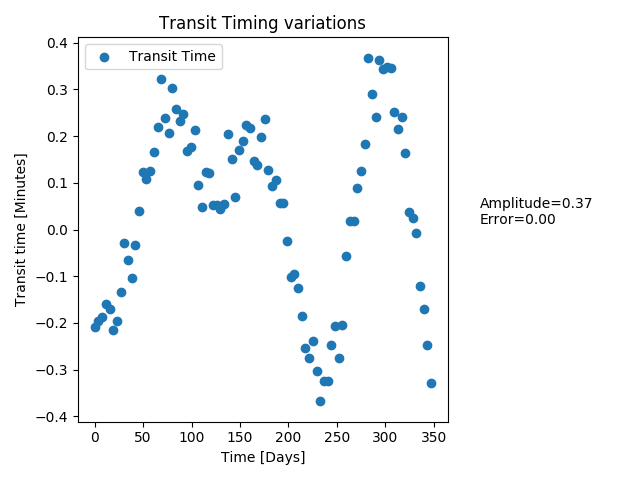 Transit Timing variations
Transit Time
0.4
0.3
0.2
0.1
0.0
−0.1
−0.2
−0.3
−0.4
Transit time [Minutes]
0 50 100 150 200 250 300 350
Time [Days]
Amplitude=0.37
Error=0.00